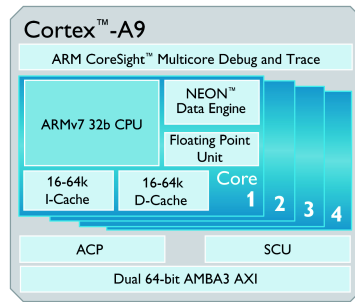 Cortex™-A9
ARM CoreSight™ Multicore Debug and Trace
ARMv7 32b CPU
NEON™
Data Engine
Floating Point
Unit
16-64k
I-Cache
16-64k
D-Cache
Core
1
2
3
4
ACP
SCU
Dual 64-bit AMBA3 AXI